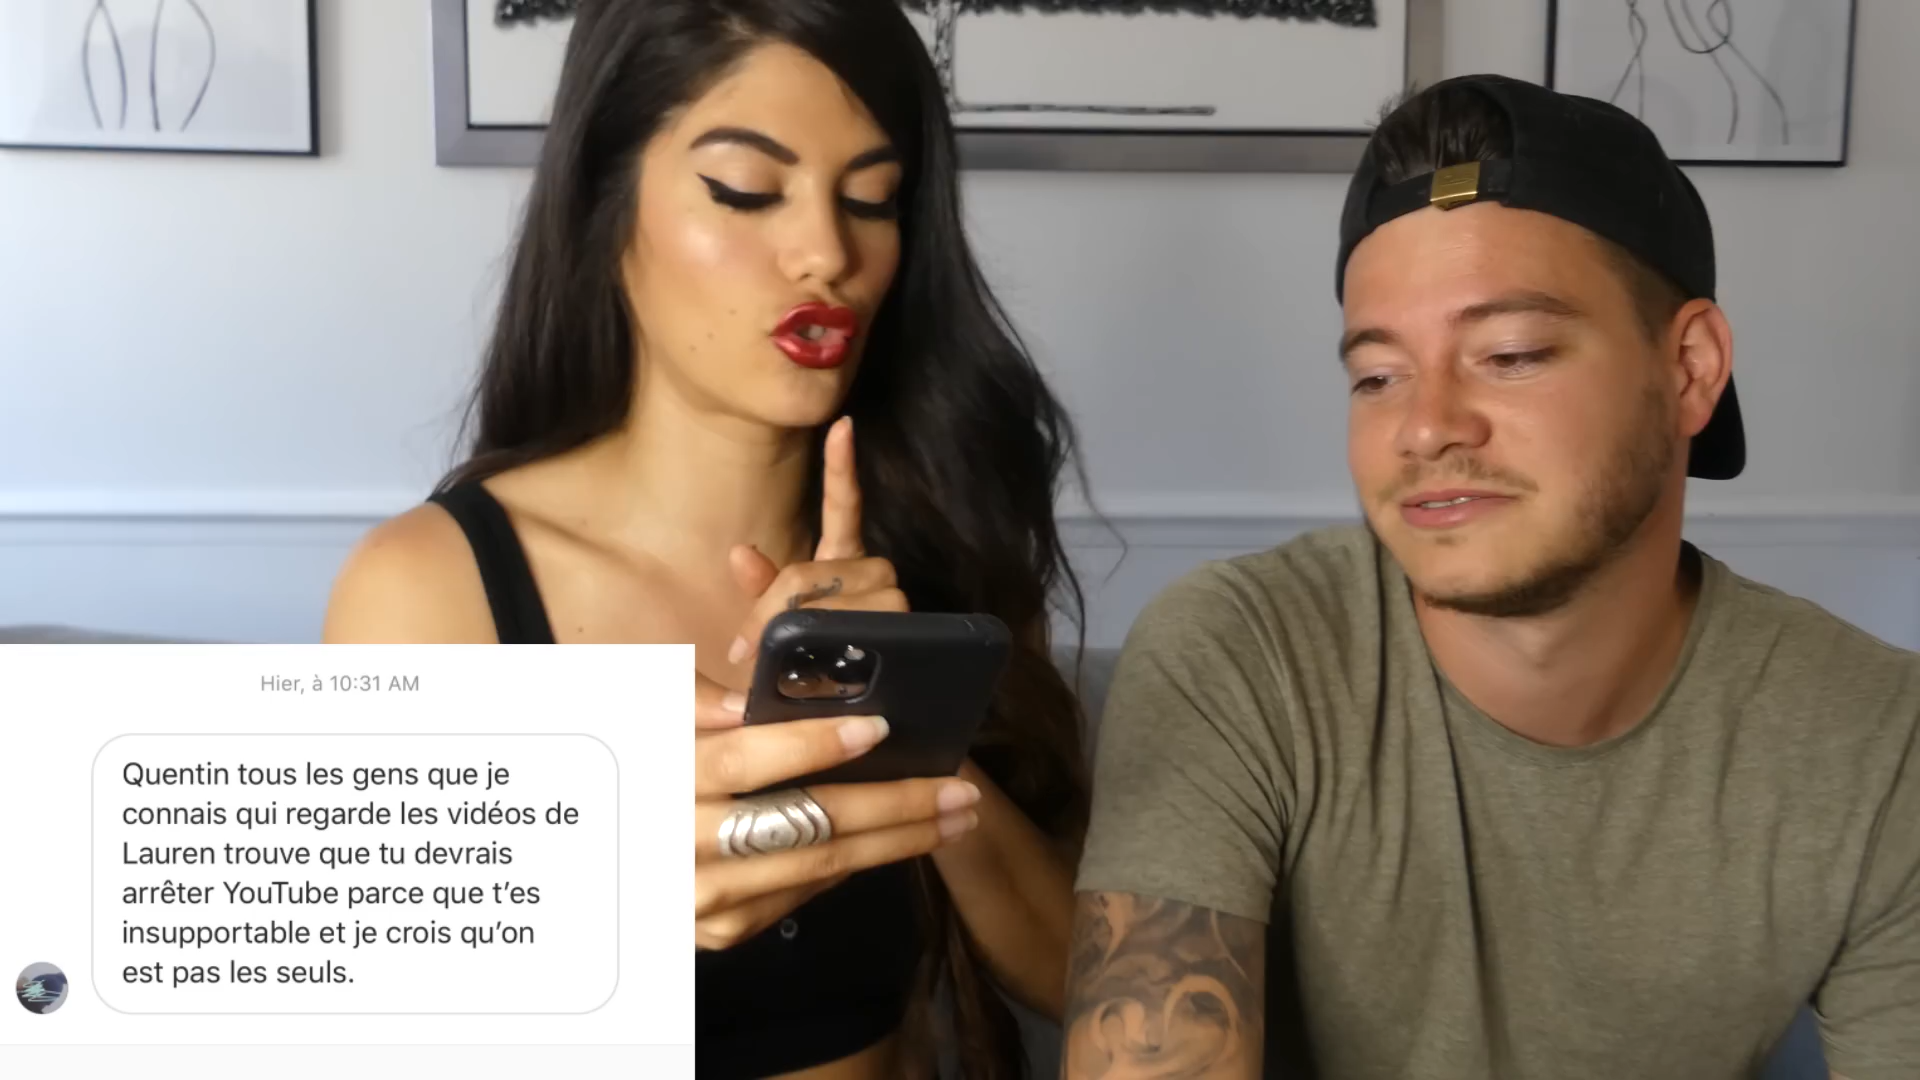 Hier, à 10:31 AM
Quentin tous les gens que je
connais qui regarde les vidéos de
Lauren trouve que tu devrais
arrêter YouTube parce que t’es
insupportable et je crois qu’on
est pas les seuls.